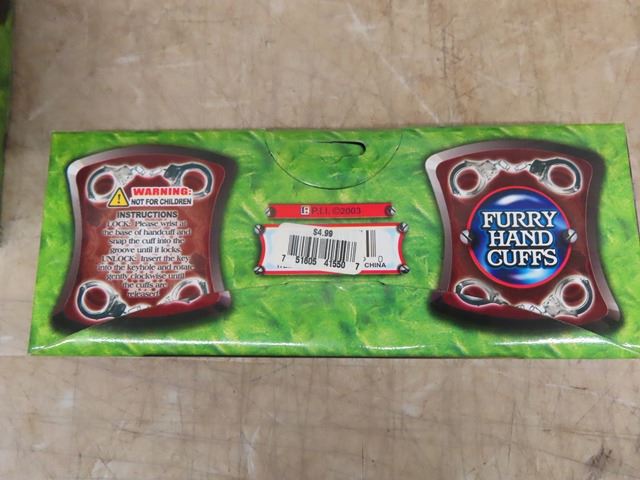 WARNING:
NOT FOR CHILDREN
INSTRUCTIONS
LOCK: Please wrist at
the base of handcuff and
snap the cuff into the
groove until it locks.
UNLOCK: Insert the key
into the keyhole and rotate
gently clockwise until
the cuffs are
released.
P.I.I. ©2003
$4.99
7 51605 41550 7
0
CHINA
FURRY
HAND
CUFFS